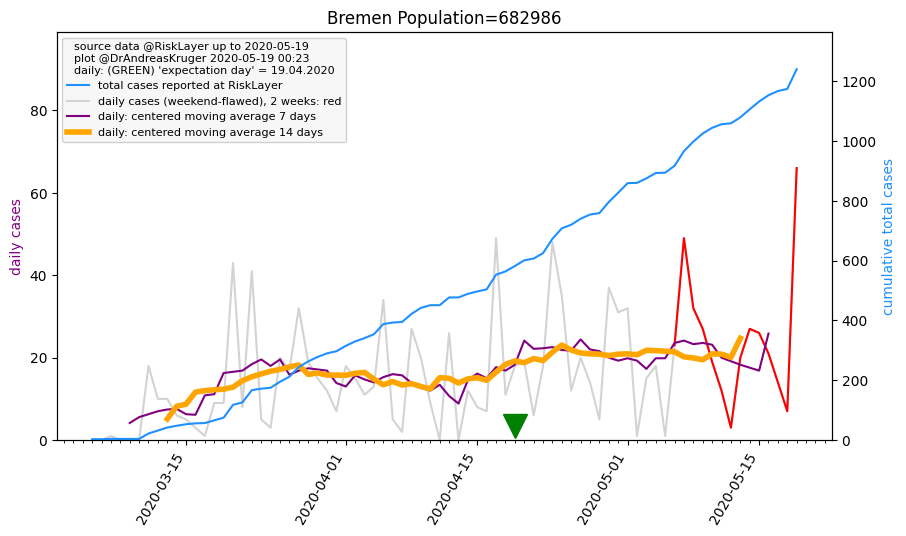 Bremen Population=682986
source data @RiskLayer up to 2020-05-19
plot @DrAndreasKruger 2020-05-19 00:23
daily: (GREEN) 'expectation day' = 19.04.2020
total cases reported at RiskLayer
daily cases (weekend-flawed), 2 weeks: red
daily: centered moving average 7 days
daily: centered moving average 14 days
daily cases
80
60
40
20
0
1200
1000
800
600
400
200
0
cumulative total cases
2020-03-15
2020-04-01
2020-04-15
2020-05-01
2020-05-15